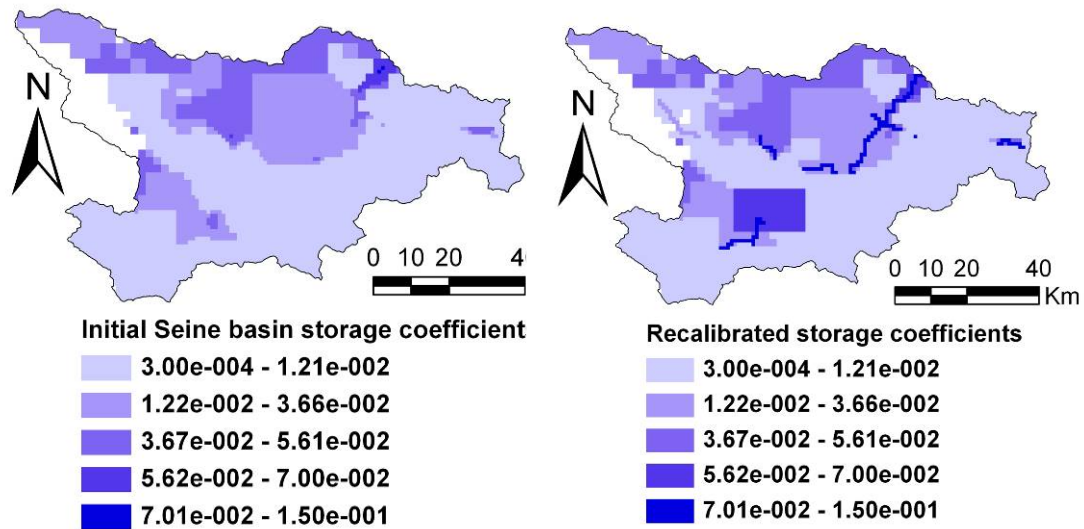 N
0 10 20 4
Initial Seine basin storage coefficient
3.00e-004 - 1.21e-002
1.22e-002 - 3.66e-002
3.67e-002 - 5.61e-002
5.62e-002 - 7.00e-002
7.01e-002 - 1.50e-001
N
0 10 20 40
Km
Recalibrated storage coefficients
3.00e-004 - 1.21e-002
1.22e-002 - 3.66e-002
3.67e-002 - 5.61e-002
5.62e-002 - 7.00e-002
7.01e-002 - 1.50e-001